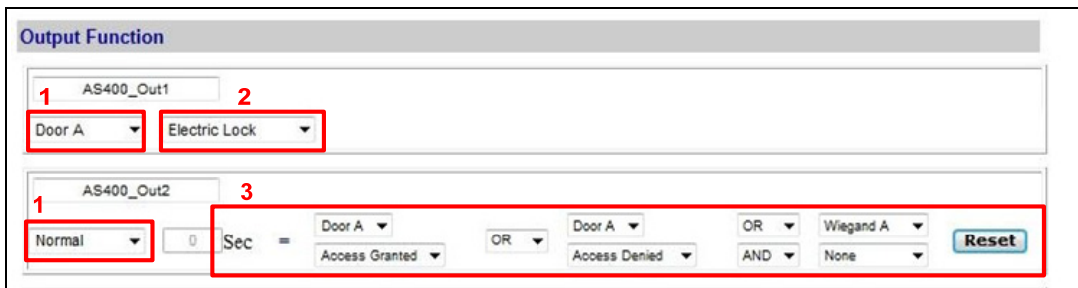 Output Function
AS400_Out1
1 2
Door A Electric Lock
AS400_Out2
1 3
Door A Door A OR Wiegand A
Normal 0 Sec = OR Reset
Access Granted Access Denied AND None